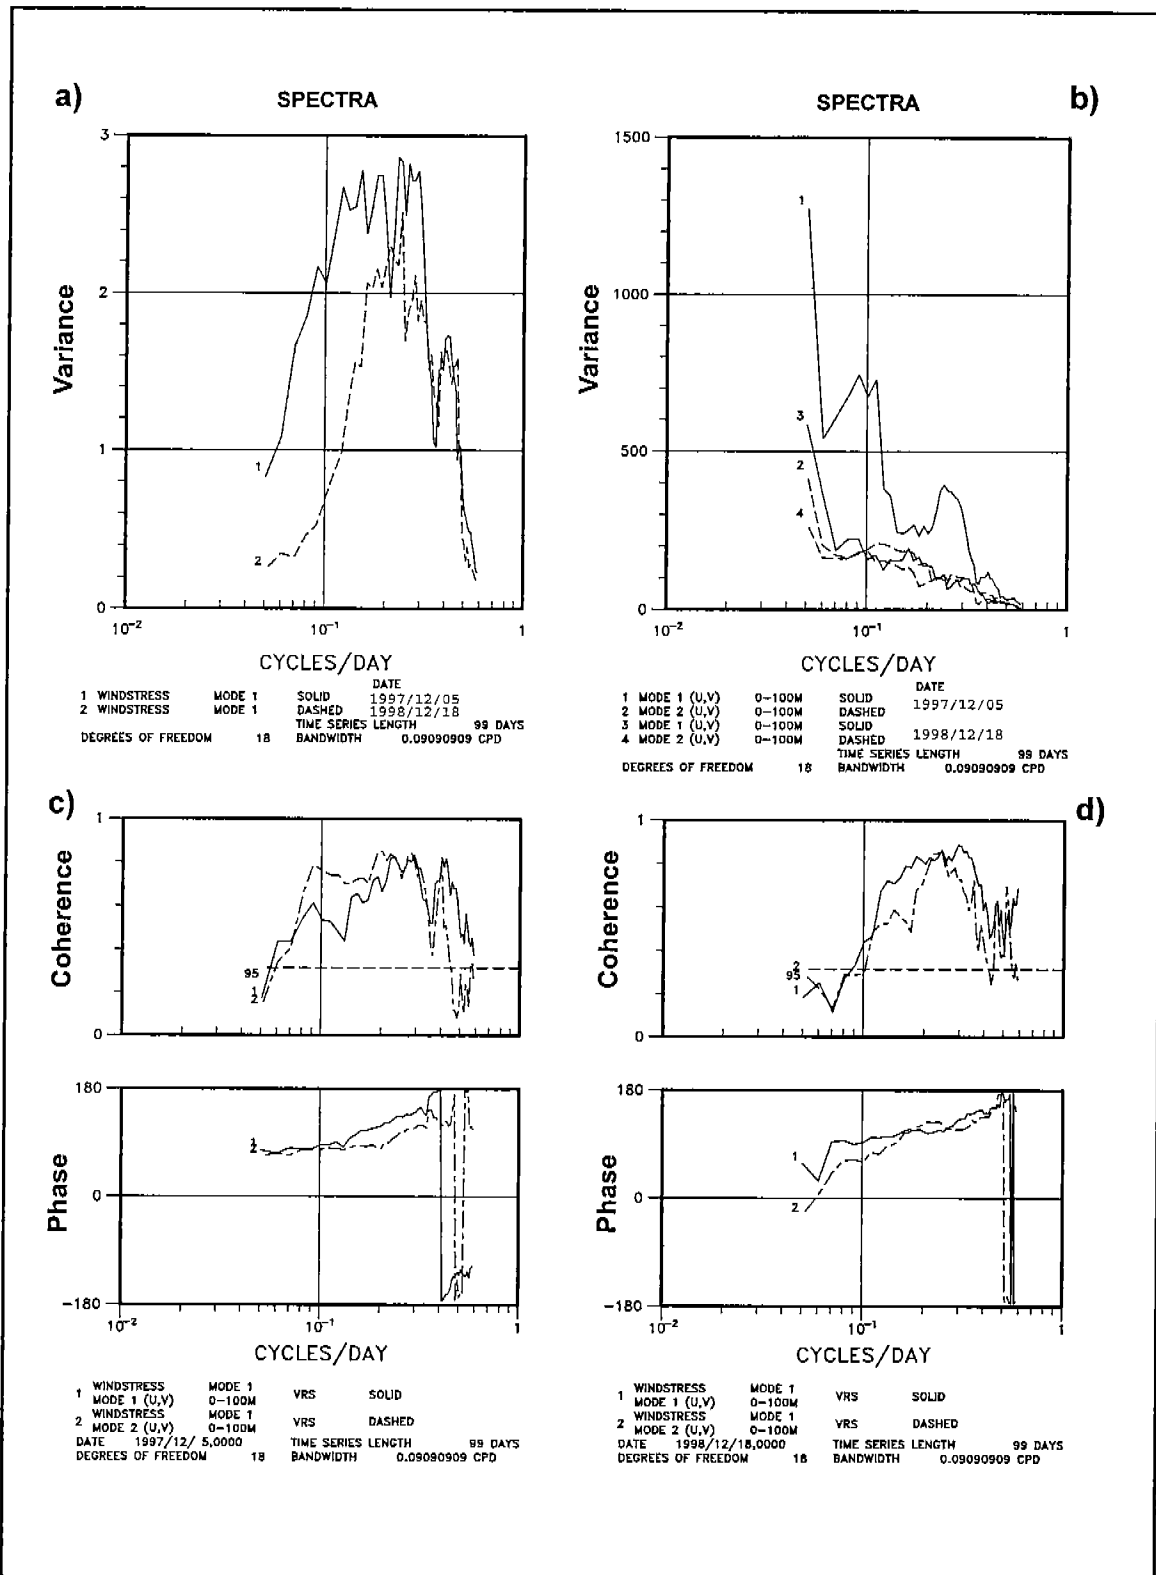 a)
SPECTRA
3
2
1
0
Variance
1
2
10⁻²
10⁻¹
1
CYCLES/DAY
DATE
1 WINDSTRESS MODE 1 SOLID 1997/12/05
2 WINDSTRESS MODE 1 DASHED 1998/12/18
TIME SERIES LENGTH 99 DAYS
DEGREES OF FREEDOM 18 BANDWIDTH 0.09090909 CPD
b)
SPECTRA
1500
1000
500
0
Variance
1
3
2
4
10⁻²
10⁻¹
1
CYCLES/DAY
DATE
1 MODE 1 (U,V) 0-100M SOLID
2 MODE 2 (U,V) 0-100M DASHED 1997/12/05
3 MODE 1 (U,V) 0-100M SOLID
4 MODE 2 (U,V) 0-100M DASHED 1998/12/18
TIME SERIES LENGTH 99 DAYS
DEGREES OF FREEDOM 18 BANDWIDTH 0.09090909 CPD
c)
1
0
Coherence
95
1
2
180
0
-180
Phase
1
2
10⁻²
10⁻¹
1
CYCLES/DAY
1 WINDSTRESS MODE 1 VRS SOLID
MODE 1 (U,V) 0-100M
2 WINDSTRESS MODE 1 VRS DASHED
MODE 2 (U,V) 0-100M
DATE 1997/12/ 5,0000 TIME SERIES LENGTH 99 DAYS
DEGREES OF FREEDOM 18 BANDWIDTH 0.09090909 CPD
d)
1
0
Coherence
2
95
1
180
0
-180
Phase
1
2
10⁻²
10⁻¹
1
CYCLES/DAY
1 WINDSTRESS MODE 1 VRS SOLID
MODE 1 (U,V) 0-100M
2 WINDSTRESS MODE 1 VRS DASHED
MODE 2 (U,V) 0-100M
DATE 1998/12/18,0000 TIME SERIES LENGTH 99 DAYS
DEGREES OF FREEDOM 18 BANDWIDTH 0.09090909 CPD